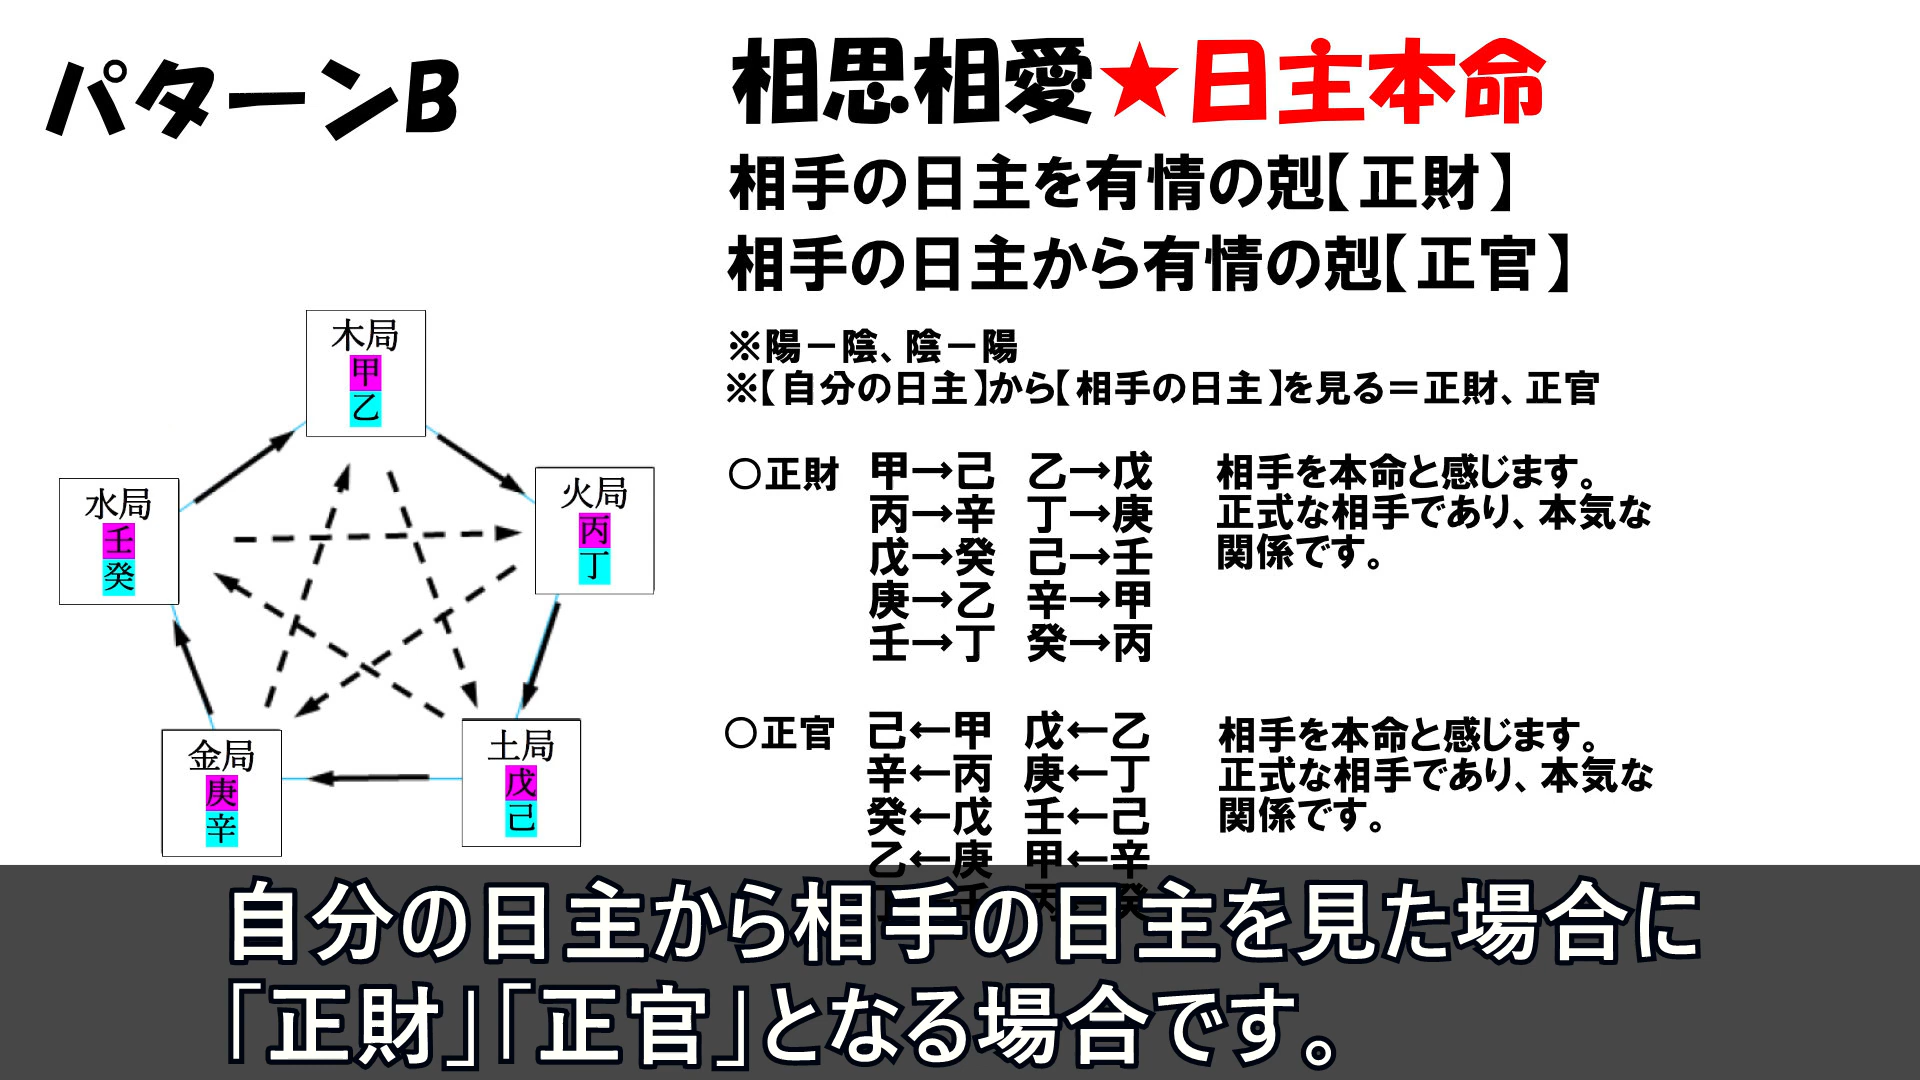 パターンB
相思相愛★日主本命
相手の日主を有情の剋【正財】
相手の日主から有情の剋【正官】
※陽－陰、陰－陽
※【自分の日主】から【相手の日主】を見る＝正財、正官
木局
甲
乙
火局
丙
丁
土局
戊
己
金局
庚
辛
水局
壬
癸
○正財 甲→己 乙→戊
丙→辛 丁→庚
戊→癸 己→壬
庚→乙 辛→甲
壬→丁 癸→丙
相手を本命と感じます。
正式な相手であり、本気な
関係です。
○正官 己←甲 戊←乙
辛←丙 庚←丁
癸←戊 壬←己
乙←庚 甲←辛
相手を本命と感じます。
正式な相手であり、本気な
関係です。
自分の日主から相手の日主を見た場合に
「正財」「正官」となる場合です。